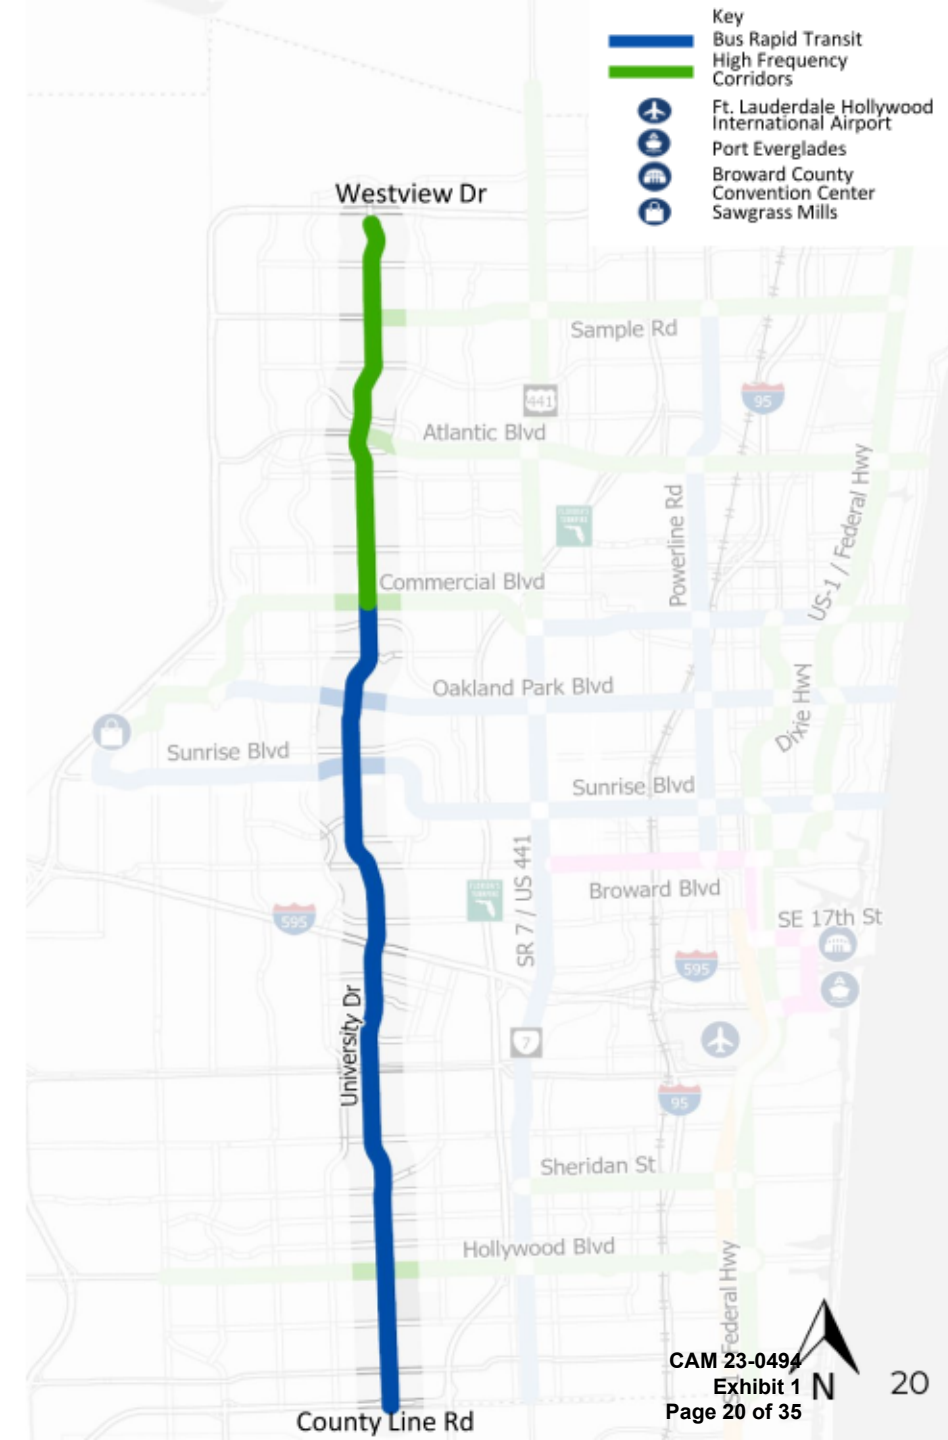 Key
Bus Rapid Transit
High Frequency
Corridors
Ft. Lauderdale Hollywood
International Airport
Port Everglades
Broward County
Convention Center
Sawgrass Mills
Westview Dr
Sample Rd
441
95
Atlantic Blvd
Powerline Rd
US-1 / Federal Hwy
Commercial Blvd
Oakland Park Blvd
Dixie Hwy
Sunrise Blvd
Sunrise Blvd
SR 7 / US 441
Broward Blvd
595
SE 17th St
595
University Dr
7
95
Sheridan St
Hollywood Blvd
Federal Hwy
CAM 23-0494
Exhibit 1
Page 20 of 35
N
20
County Line Rd